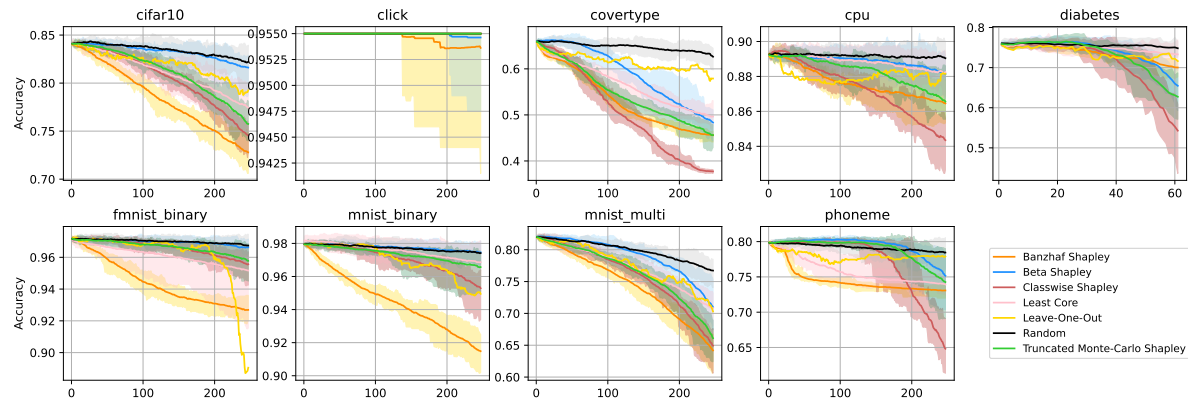 cifar10
click
covertype
cpu
diabetes
Accuracy
0.85
0.80
0.75
0.70
0 100 200
0.9550
0.9525
0.9500
0.9475
0.9450
0.9425
0 100 200
0.6
0.5
0.4
0 100 200
0.90
0.88
0.86
0.84
0 100 200
0.8
0.7
0.6
0.5
0 10 20 30 40 50 60
fmnist_binary
mnist_binary
mnist_multi
phoneme
Accuracy
0.96
0.94
0.92
0.90
0 100 200
0.98
0.96
0.94
0.92
0.90
0 100 200
0.80
0.75
0.70
0.65
0.60
0 100 200
0.80
0.75
0.70
0.65
0 100 200
Banzhaf Shapley
Beta Shapley
Classwise Shapley
Least Core
Leave-One-Out
Random
Truncated Monte-Carlo Shapley